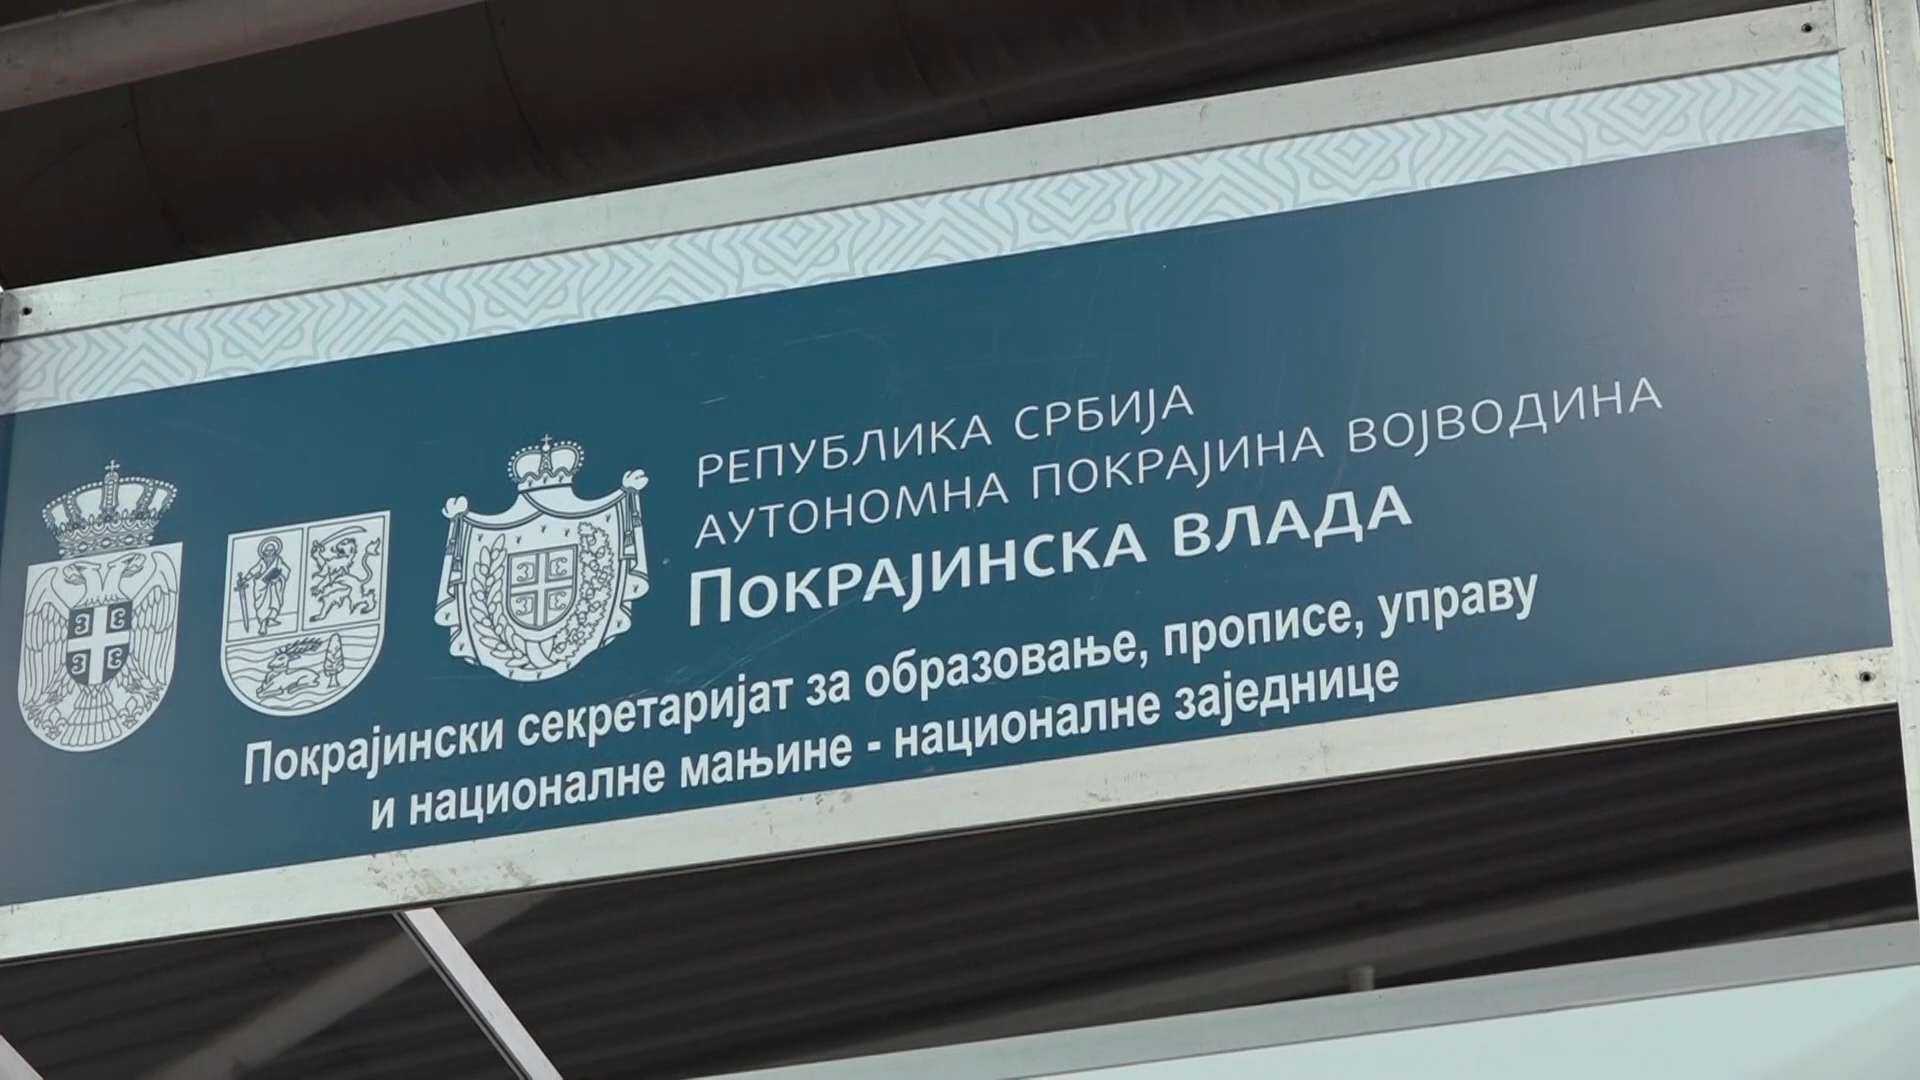 РЕПУБЛИКА СРБИЈА
АУТОНОМНА ПОКРАЈИНА ВОЈВОДИНА
ПОКРАЈИНСКА ВЛАДА
Покрајински секретаријат за образовање, прописе, управу
и националне мањине - националне заједнице